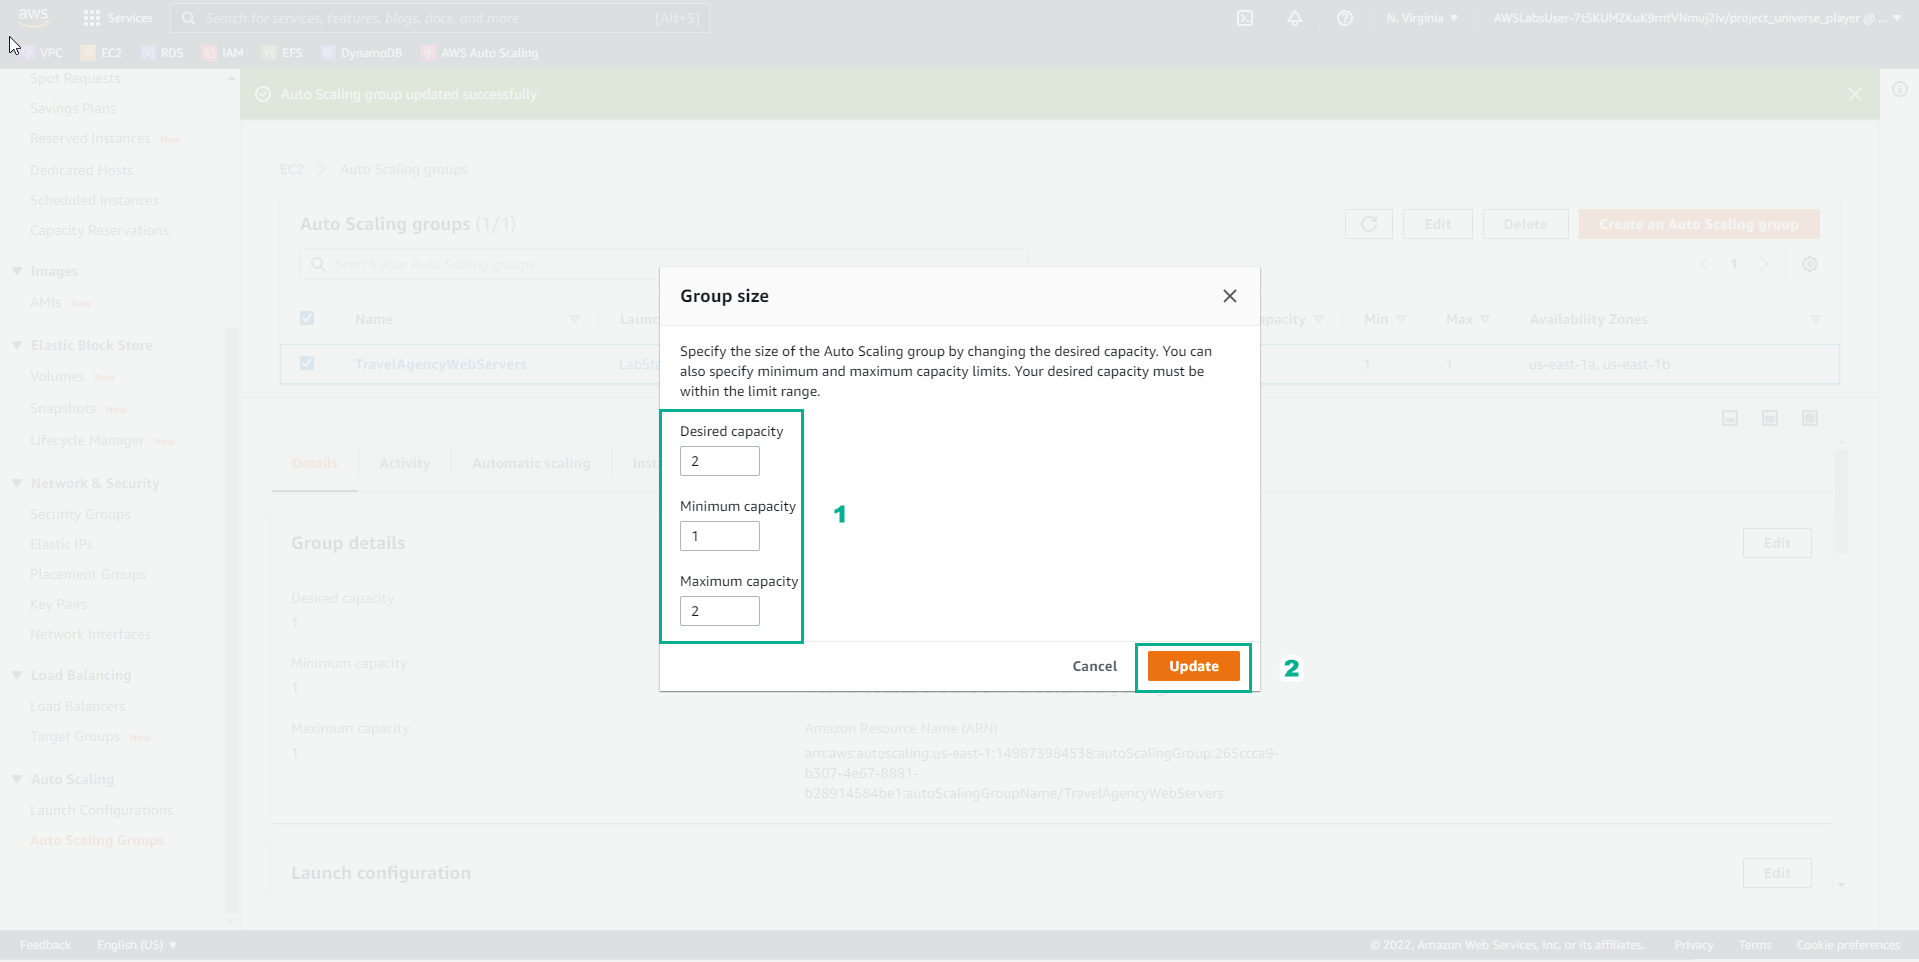 aws
Services
Search for services, features, blogs, docs, and more
[Alt+S]
N. Virginia
AWSLabsUser-7t5KUMZKuK9rntVNmuj2iv/project_universe_player @ ...
VPC
EC2
RDS
IAM
EFS
DynamoDB
AWS Auto Scaling
Spot Requests
Savings Plans
Reserved Instances New
Dedicated Hosts
Scheduled Instances
Capacity Reservations
Images
AMIs New
Elastic Block Store
Volumes New
Snapshots New
Lifecycle Manager New
Network & Security
Security Groups
Elastic IPs
Placement Groups
Key Pairs
Network Interfaces
Load Balancing
Load Balancers
Target Groups New
Auto Scaling
Launch Configurations
Auto Scaling Groups
Auto Scaling group updated successfully
EC2 > Auto Scaling groups
Auto Scaling groups (1/1)
Edit
Delete
Create an Auto Scaling group
Search your Auto Scaling groups
1
Name
Launc
apacity
Min
Max
Availability Zones
TravelAgencyWebServers
LabSta
1
1
us-east-1a, us-east-1b
Group size
Specify the size of the Auto Scaling group by changing the desired capacity. You can
also specify minimum and maximum capacity limits. Your desired capacity must be
within the limit range.
Desired capacity
2
Minimum capacity
1
Maximum capacity
2
1
Cancel
Update
2
Details
Activity
Automatic scaling
Inst
Group details
Edit
Desired capacity
1
Minimum capacity
1
Maximum capacity
1
Amazon Resource Name (ARN)
arn:aws:autoscaling:us-east-1:149873984538:autoScalingGroup:265ccca9-
b307-4e67-8881-
b28914584be1:autoScalingGroupName/TravelAgencyWebServers
Launch configuration
Edit
Feedback
English (US)
© 2022, Amazon Web Services, Inc. or its affiliates.
Privacy
Terms
Cookie preferences